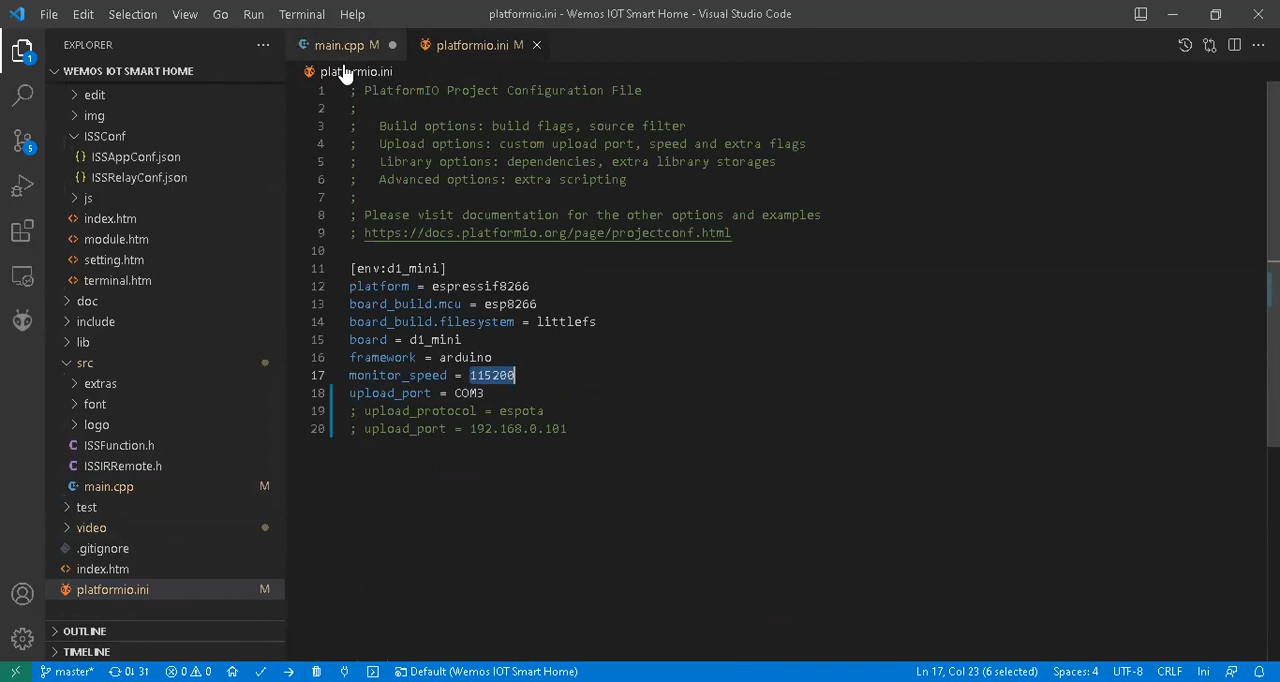 File Edit Selection View Go Run Terminal Help platformio.ini - Wemos IOT Smart Home - Visual Studio Code
EXPLORER
main.cpp M
platformio.ini M
WEMOS IOT SMART HOME
edit
img
ISSConf
ISSAppConf.json
ISSRelayConf.json
js
index.htm
module.htm
setting.htm
terminal.htm
doc
include
lib
src
extras
font
logo
ISSFunction.h
ISSIRRemote.h
main.cpp M
test
video
.gitignore
index.htm
platformio.ini M
OUTLINE
TIMELINE
1
5
platformio.ini
1 ; PlatformIO Project Configuration File
2 ;
3 ; Build options: build flags, source filter
4 ; Upload options: custom upload port, speed and extra flags
5 ; Library options: dependencies, extra library storages
6 ; Advanced options: extra scripting
7 ;
8 ; Please visit documentation for the other options and examples
9 ; https://docs.platformio.org/page/projectconf.html
10
11 [env:d1_mini]
12 platform = espressif8266
13 board_build.mcu = esp8266
14 board_build.filesystem = littlefs
15 board = d1_mini
16 framework = arduino
17 monitor_speed = 115200
18 upload_port = COM3
19 ; upload_protocol = espota
20 ; upload_port = 192.168.0.101
master* 0↓ 3↑ 0 0 Default (Wemos IOT Smart Home) Ln 17, Col 23 (6 selected) Spaces: 4 UTF-8 CRLF Ini